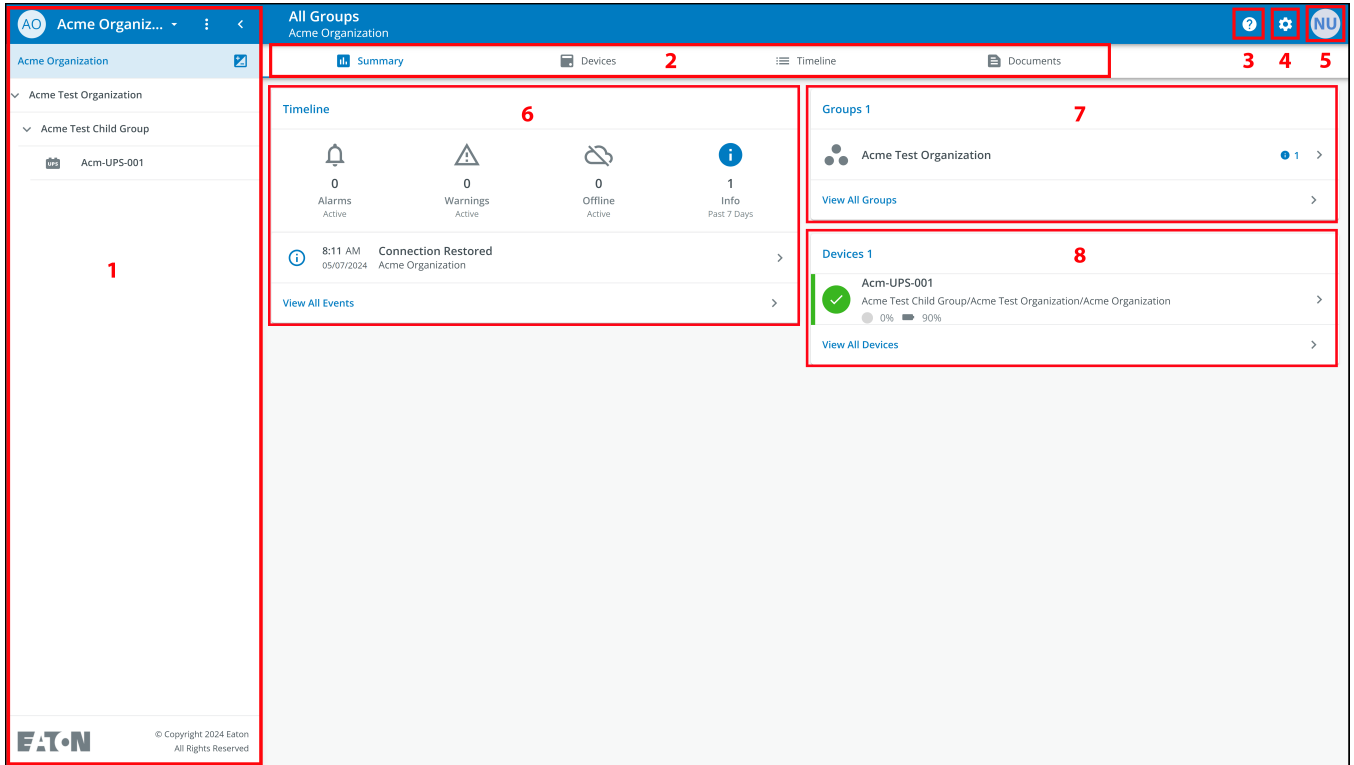 AO Acme Organiz...
All Groups
Acme Organization
NU
Acme Organization
Summary
Devices
2
Timeline
Documents
3 4 5
Acme Test Organization
Acme Test Child Group
UPS Acm-UPS-001
1
Timeline
6
0
Alarms
Active
0
Warnings
Active
0
Offline
Active
1
Info
Past 7 Days
8:11 AM Connection Restored
05/07/2024 Acme Organization
View All Events
Groups 1
7
Acme Test Organization
1
View All Groups
Devices 1
8
Acm-UPS-001
Acme Test Child Group/Acme Test Organization/Acme Organization
0% 90%
View All Devices
EATON
© Copyright 2024 Eaton
All Rights Reserved